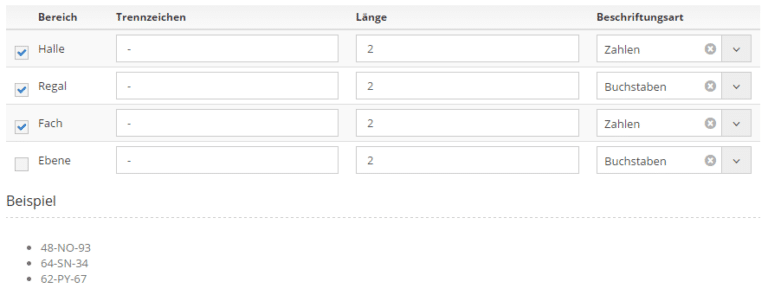 Bereich Trennzeichen Länge Beschriftungsart
Halle - 2 Zahlen
Regal - 2 Buchstaben
Fach - 2 Zahlen
Ebene - 2 Buchstaben
Beispiel
48-NO-93
64-SN-34
62-PY-67